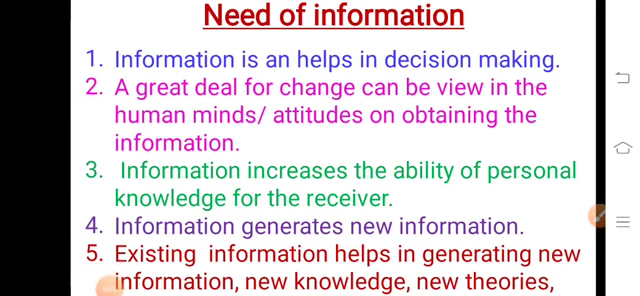 Need of information
1. Information is an helps in decision making.
2. A great deal for change can be view in the
human minds/ attitudes on obtaining the
information.
3. Information increases the ability of personal
knowledge for the receiver.
4. Information generates new information.
5. Existing information helps in generating new
information, new knowledge, new theories,